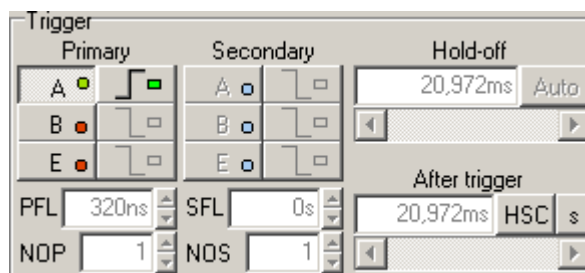 Trigger
Primary Secondary Hold-off
A A 20,972ms Auto
B B
E E
After trigger
PFL 320ns SFL 0s 20,972ms HSC s
NOP 1 NOS 1